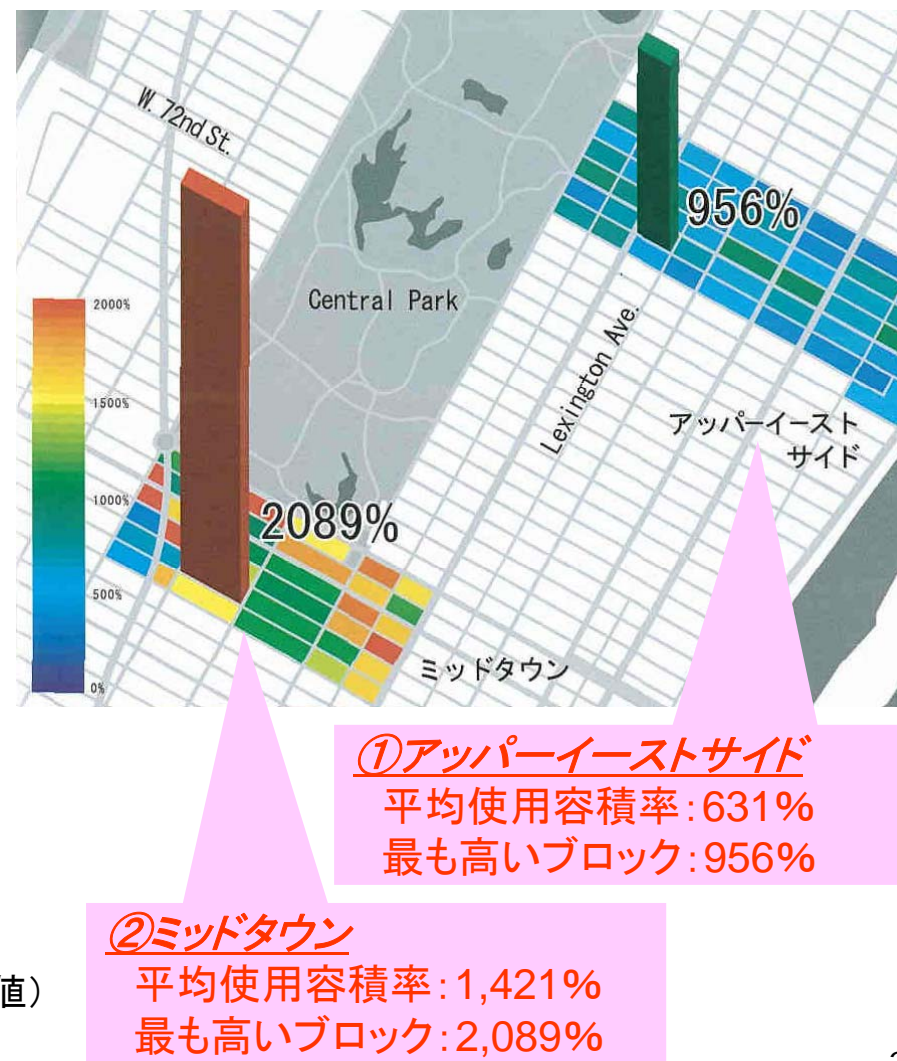 W. 72nd St.
956%
Central Park
2000%
Lexington Ave.
1500%
アッパーイースト
サイド
1000%
2089%
500%
ミッドタウン
0%
①アッパーイーストサイド
平均使用容積率:631%
最も高いブロック:956%
②ミッドタウン
平均使用容積率:1,421%
最も高いブロック:2,089%
値)